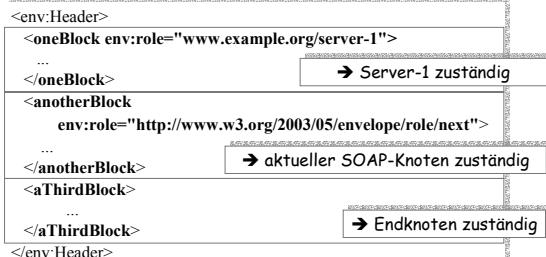 <env:Header>
<oneBlock env:role="www.example.org/server-1">
...
</oneBlock>
➔ Server-1 zuständig
<anotherBlock
env:role="http://www.w3.org/2003/05/envelope/role/next">
...
</anotherBlock>
➔ aktueller SOAP-Knoten zuständig
<aThirdBlock>
...
</aThirdBlock>
➔ Endknoten zuständig
</env:Header>